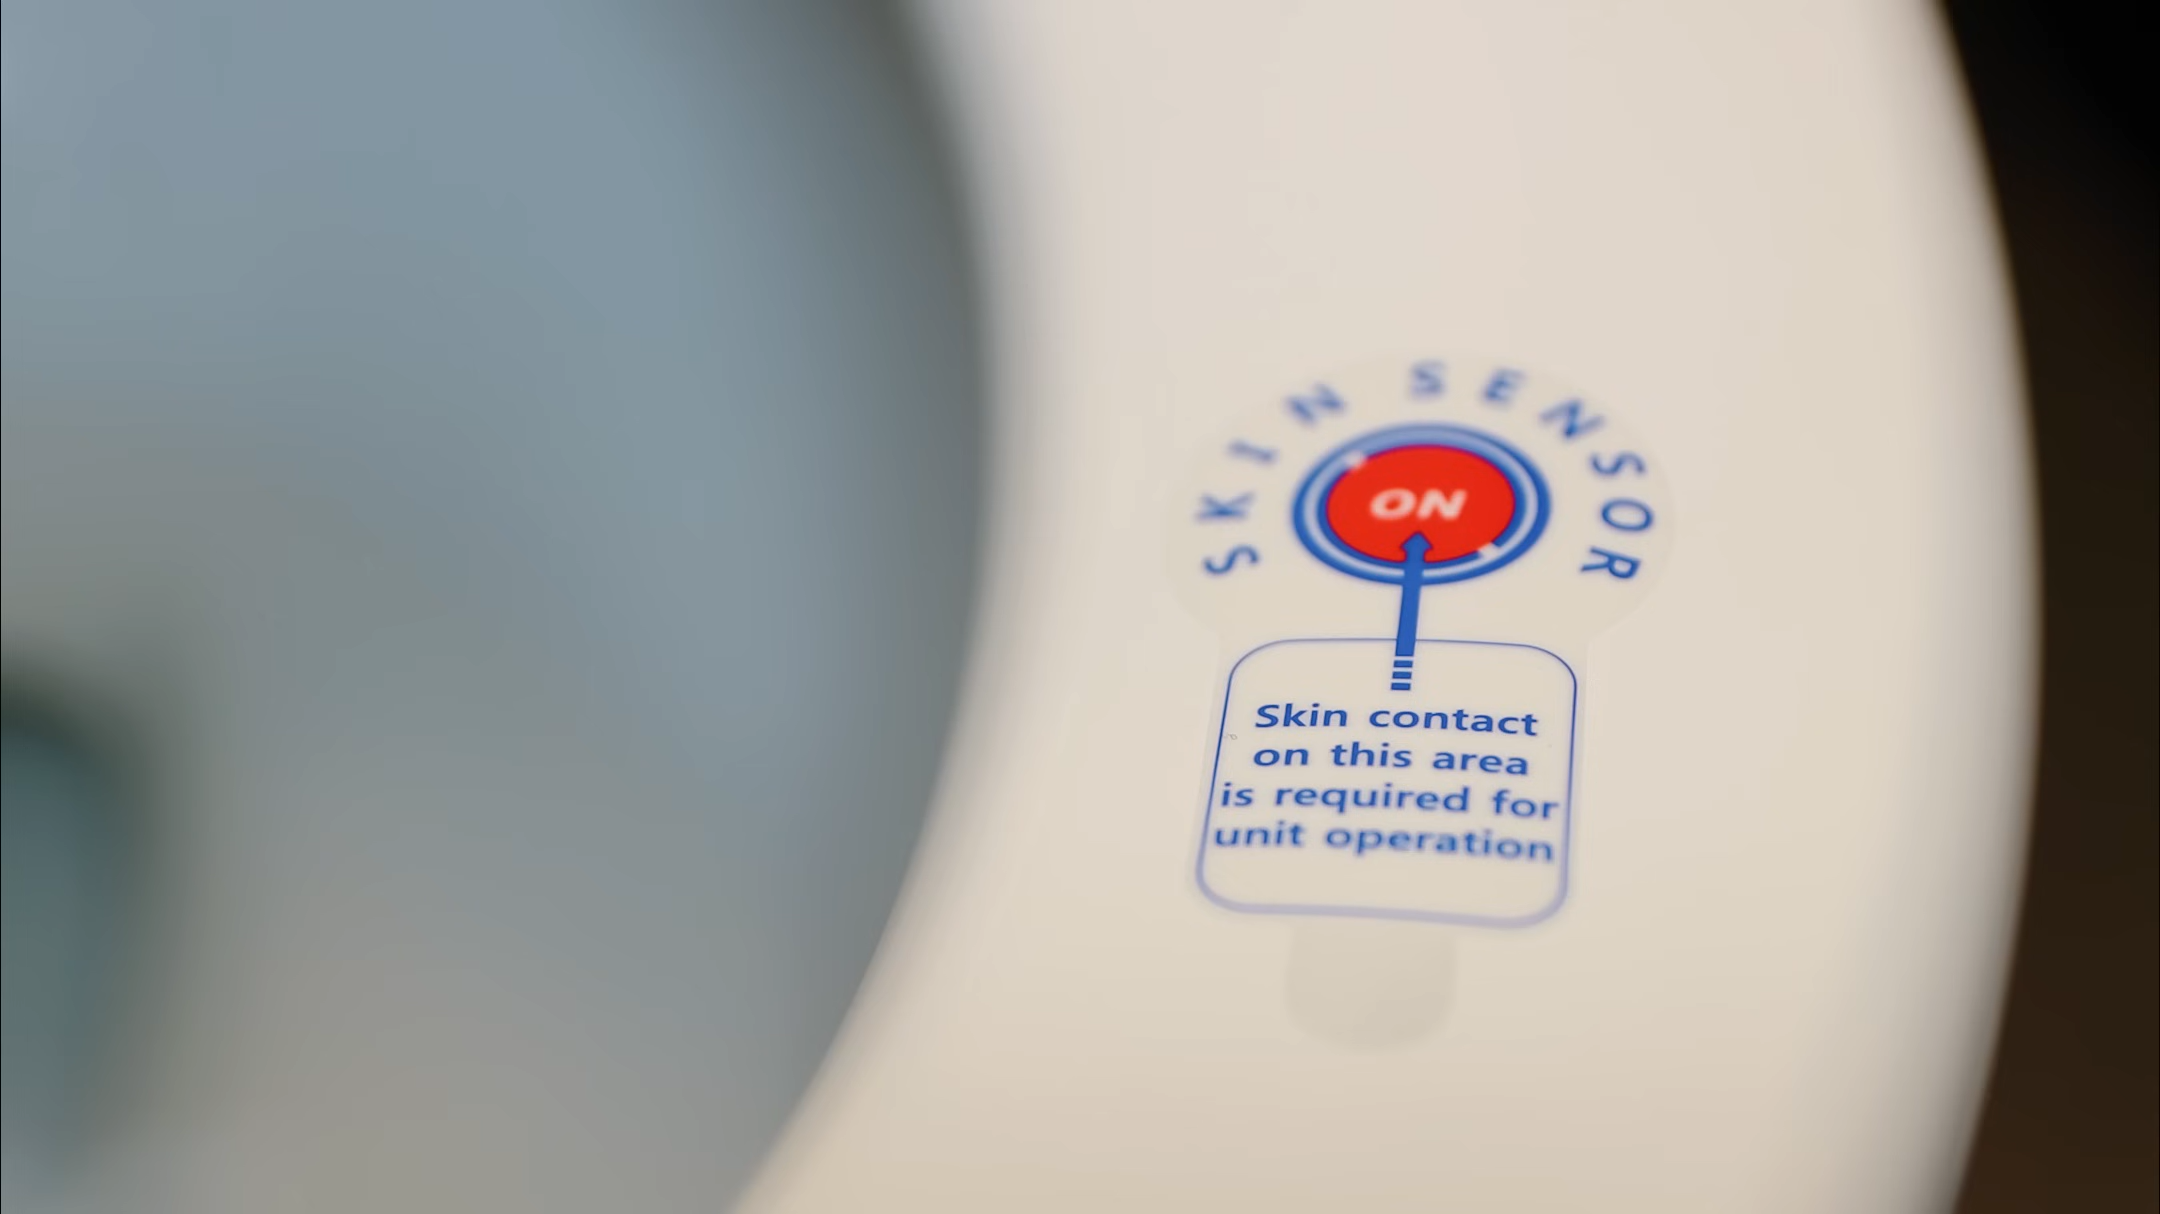 SKIN SENSOR
ON
Skin contact
on this area
is required for
unit operation